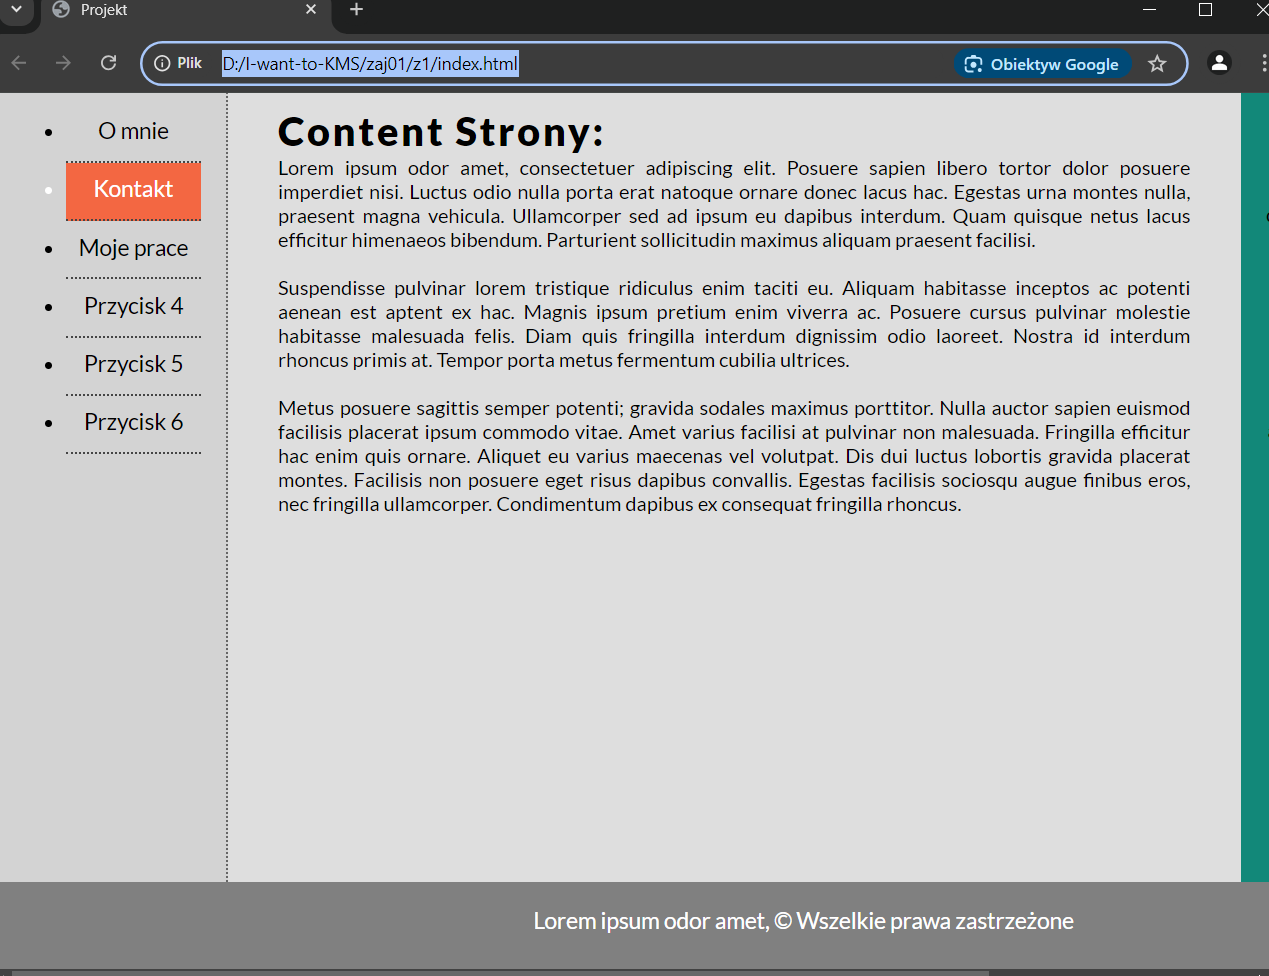 Projekt
Plik
D:/I-want-to-KMS/zaj01/z1/index.html
Obiektyw Google
O mnie
Kontakt
Moje prace
Przycisk 4
Przycisk 5
Przycisk 6
Content Strony:
Lorem ipsum odor amet, consectetuer adipiscing elit. Posuere sapien libero tortor dolor posuere
imperdiet nisi. Luctus odio nulla porta erat natoque ornare donec lacus hac. Egestas urna montes nulla,
praesent magna vehicula. Ullamcorper sed ad ipsum eu dapibus interdum. Quam quisque netus lacus
efficitur himenaeos bibendum. Parturient sollicitudin maximus aliquam praesent facilisi.
Suspendisse pulvinar lorem tristique ridiculus enim taciti eu. Aliquam habitasse inceptos ac potenti
aenean est aptent ex hac. Magnis ipsum pretium enim viverra ac. Posuere cursus pulvinar molestie
habitasse malesuada felis. Diam quis fringilla interdum dignissim odio laoreet. Nostra id interdum
rhoncus primis at. Tempor porta metus fermentum cubilia ultrices.
Metus posuere sagittis semper potenti; gravida sodales maximus porttitor. Nulla auctor sapien euismod
facilisis placerat ipsum commodo vitae. Amet varius facilisi at pulvinar non malesuada. Fringilla efficitur
hac enim quis ornare. Aliquet eu varius maecenas vel volutpat. Dis dui luctus lobortis gravida placerat
montes. Facilisis non posuere eget risus dapibus convallis. Egestas facilisis sociosqu augue finibus eros,
nec fringilla ullamcorper. Condimentum dapibus ex consequat fringilla rhoncus.
Lorem ipsum odor amet, © Wszelkie prawa zastrzeżone